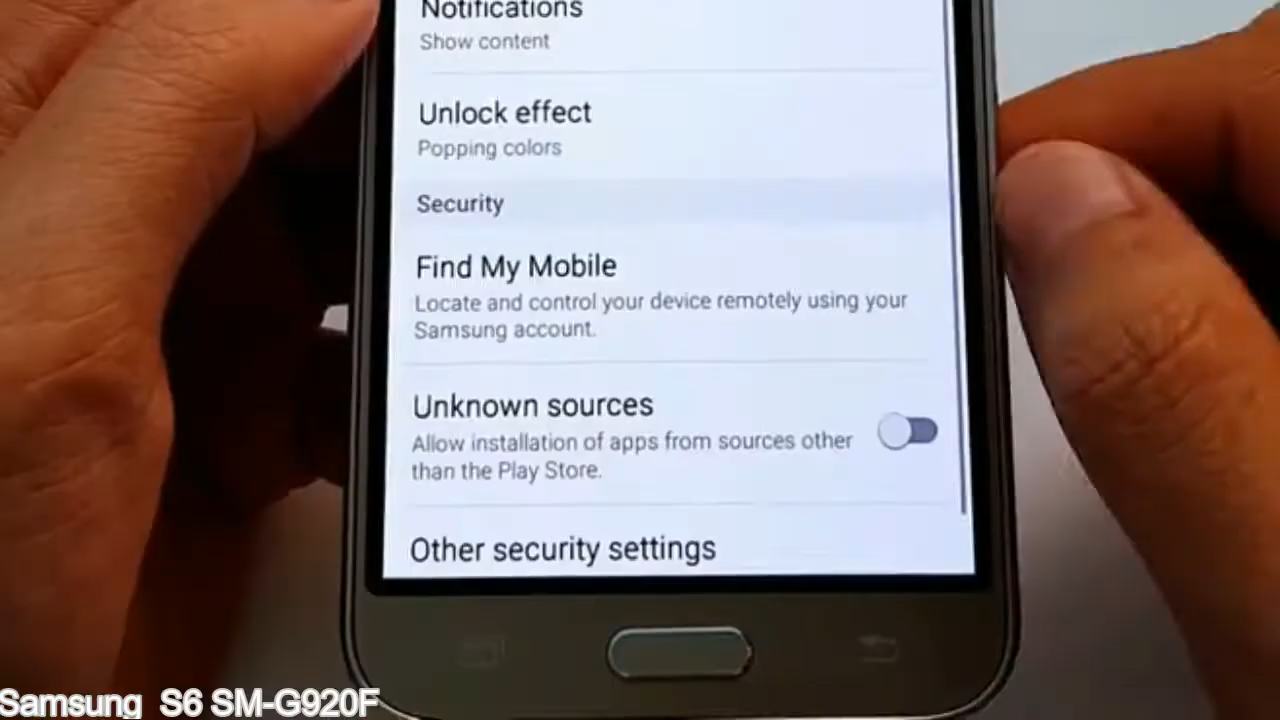 Notifications
Show content
Unlock effect
Popping colors
Security
Find My Mobile
Locate and control your device remotely using your
Samsung account.
Unknown sources
Allow installation of apps from sources other
than the Play Store.
Other security settings
Samsung S6 SM-G920F